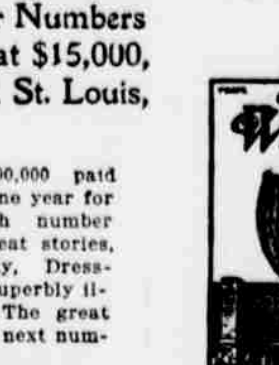 r Numbers
at $15,000,
St. Louis,
00,000 paid
ne year for
h number
eat stories,
y, Dress-
uperbly il-
The great
next num-